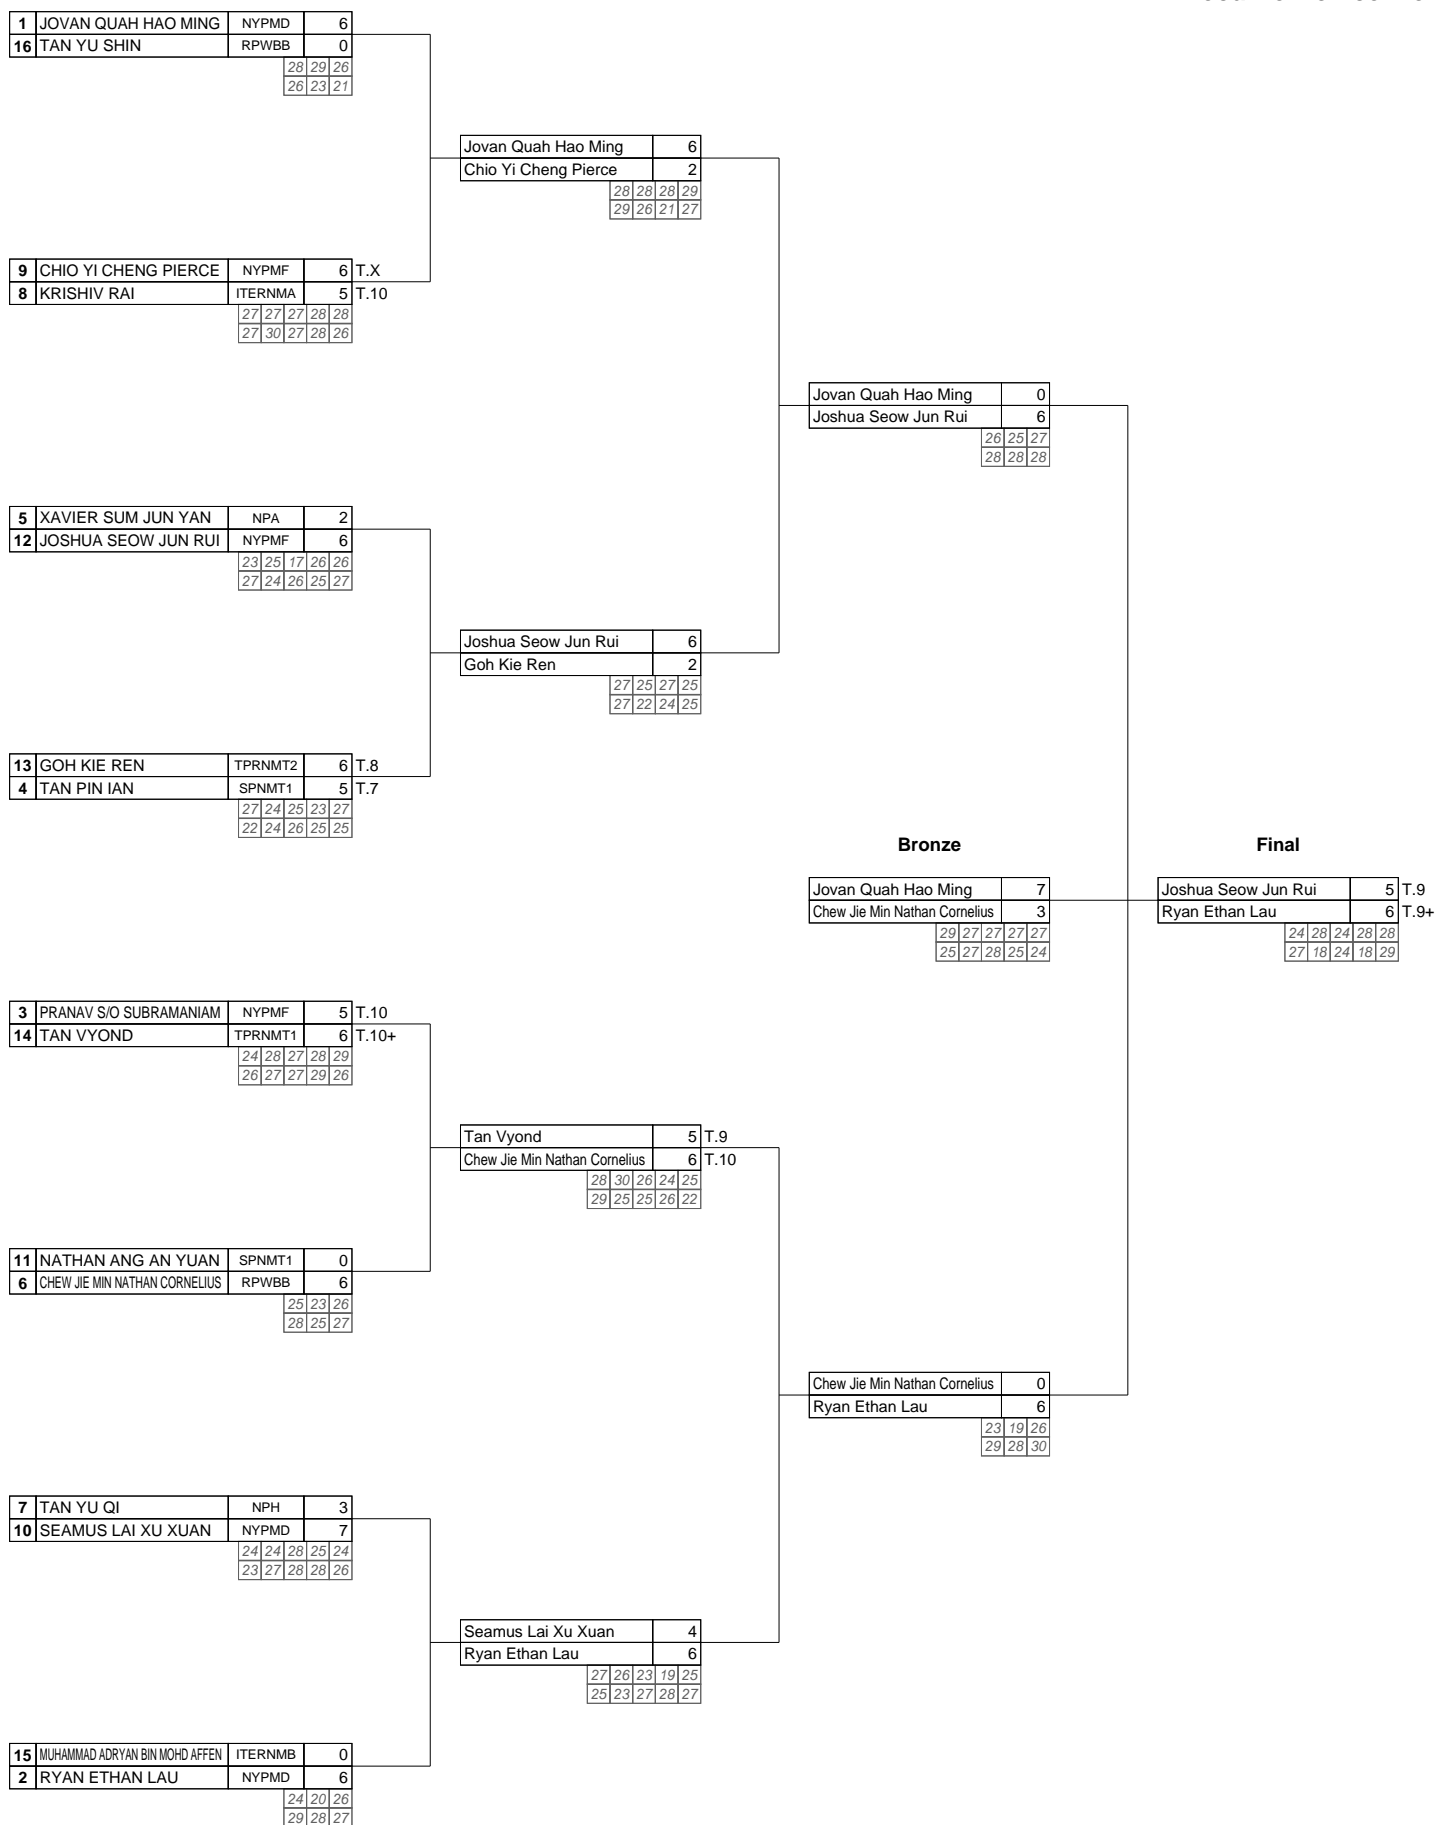 1 JOVAN QUAH HAO MING NYPMD 6
16 TAN YU SHIN RPWBB 0
28 29 26
26 23 21
Jovan Quah Hao Ming 6
Chio Yi Cheng Pierce 2
28 28 28 29
29 26 21 27
9 CHIO YI CHENG PIERCE NYPMF 6 T.X
8 KRISHIV RAI ITERNMA 5 T.10
27 27 27 28 28
27 30 27 28 26
Jovan Quah Hao Ming 0
Joshua Seow Jun Rui 6
26 25 27
28 28 28
5 XAVIER SUM JUN YAN NPA 2
12 JOSHUA SEOW JUN RUI NYPMF 6
23 25 17 26 26
27 24 26 25 27
Joshua Seow Jun Rui 6
Goh Kie Ren 2
27 25 27 25
27 22 24 25
13 GOH KIE REN TPRNMT2 6 T.8
4 TAN PIN IAN SPNMT1 5 T.7
27 24 25 23 27
22 24 26 25 25
Bronze Final
Jovan Quah Hao Ming 7
Chew Jie Min Nathan Cornelius 3
29 27 27 27 27
25 27 28 25 24
Joshua Seow Jun Rui 5 T.9
Ryan Ethan Lau 6 T.9+
24 28 24 28 28
27 18 24 18 29
3 PRANAV S/O SUBRAMANIAM NYPMF 5 T.10
14 TAN VYOND TPRNMT1 6 T.10+
24 28 27 28 29
26 27 27 29 26
Tan Vyond 5 T.9
Chew Jie Min Nathan Cornelius 6 T.10
28 30 26 24 25
29 25 25 26 22
11 NATHAN ANG AN YUAN SPNMT1 0
6 CHEW JIE MIN NATHAN CORNELIUS RPWBB 6
25 23 26
28 25 27
Chew Jie Min Nathan Cornelius 0
Ryan Ethan Lau 6
23 19 26
29 28 30
7 TAN YU QI NPH 3
10 SEAMUS LAI XU XUAN NYPMD 7
24 24 28 25 24
23 27 28 28 26
Seamus Lai Xu Xuan 4
Ryan Ethan Lau 6
27 26 23 19 25
25 23 27 28 27
15 MUHAMMAD ADRYAN BIN MOHD AFFEN ITERNMB 0
2 RYAN ETHAN LAU NYPMD 6
24 20 26
29 28 27